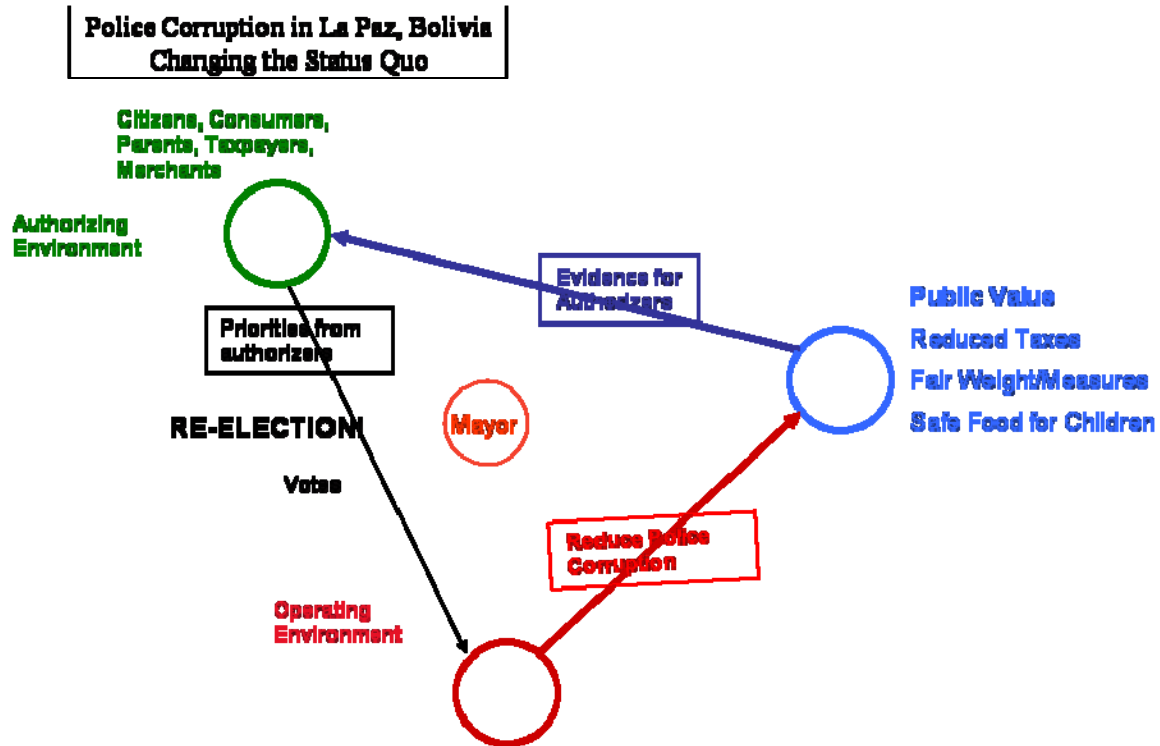 Police Corruption in La Paz, Bolivia
Changing the Status Quo
Citizens, Consumers,
Parents, Taxpayers,
Merchants
Authorizing
Environment
Evidence for
Authorizers
Public Value
Reduced Taxes
Fair Weight/Measures
Safe Food for Children
Priorities from
authorizers
RE-ELECTION!
Mayor
Votes
Reduce Police
Corruption
Operating
Environment